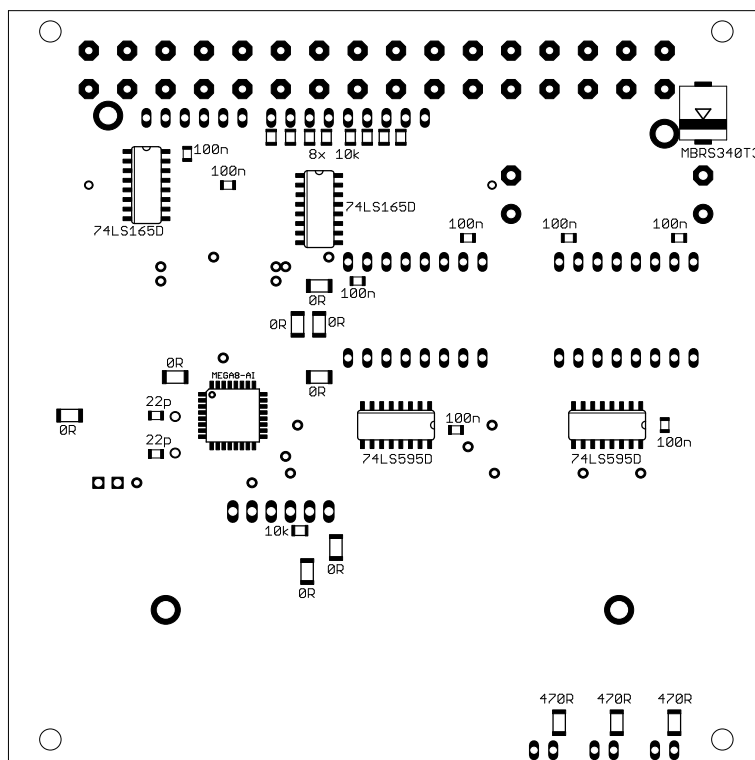 MBRS340T3
100n
8x 10k
100n
74LS165D
74LS165D
100n
100n
100n
100n
0R
0R
0R
0R
MEGA8-AI
0R
22p
0R
100n
22p
100n
74LS595D
74LS595D
10k
0R
0R
470R
470R
470R